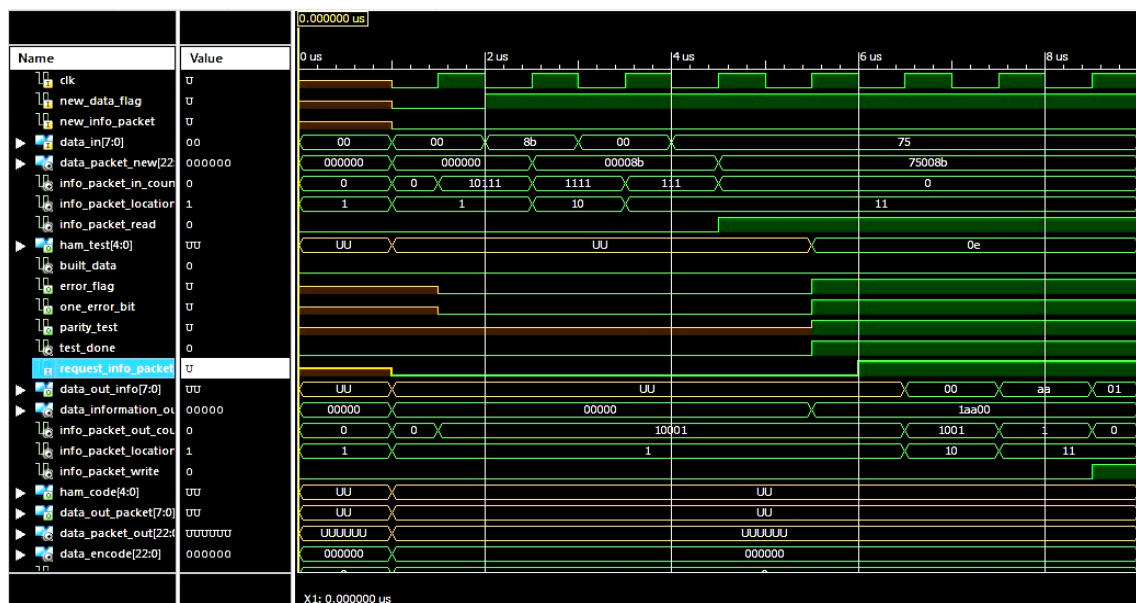 0.000000 us
Name Value 0 us 2 us 4 us 6 us 8 us
clk U
new_data_flag U
new_info_packet U
data_in[7:0] 00 00 00 8b 00 75
data_packet_new[22: 000000 000000 000000 00008b 75008b
info_packet_in_coun 0 0 0 10111 1111 111 0
info_packet_location 1 1 1 10 11
info_packet_read 0
ham_test[4:0] UU UU UU 0e
built_data 0
error_flag U
one_error_bit U
parity_test U
test_done 0
request_info_packet U
data_out_info[7:0] UU UU UU 00 aa 01
data_information_ou 00000 00000 00000 1aa00
info_packet_out_cou 0 0 0 10001 1001 1 0
info_packet_location 1 1 1 10 11
info_packet_write 0
ham_code[4:0] UU UU UU
data_out_packet[7:0] UU UU UU
data_packet_out[22:0 UUUUUU UUUUUU UUUUUU
data_encode[22:0] 000000 000000 000000
X1: 0.000000 us